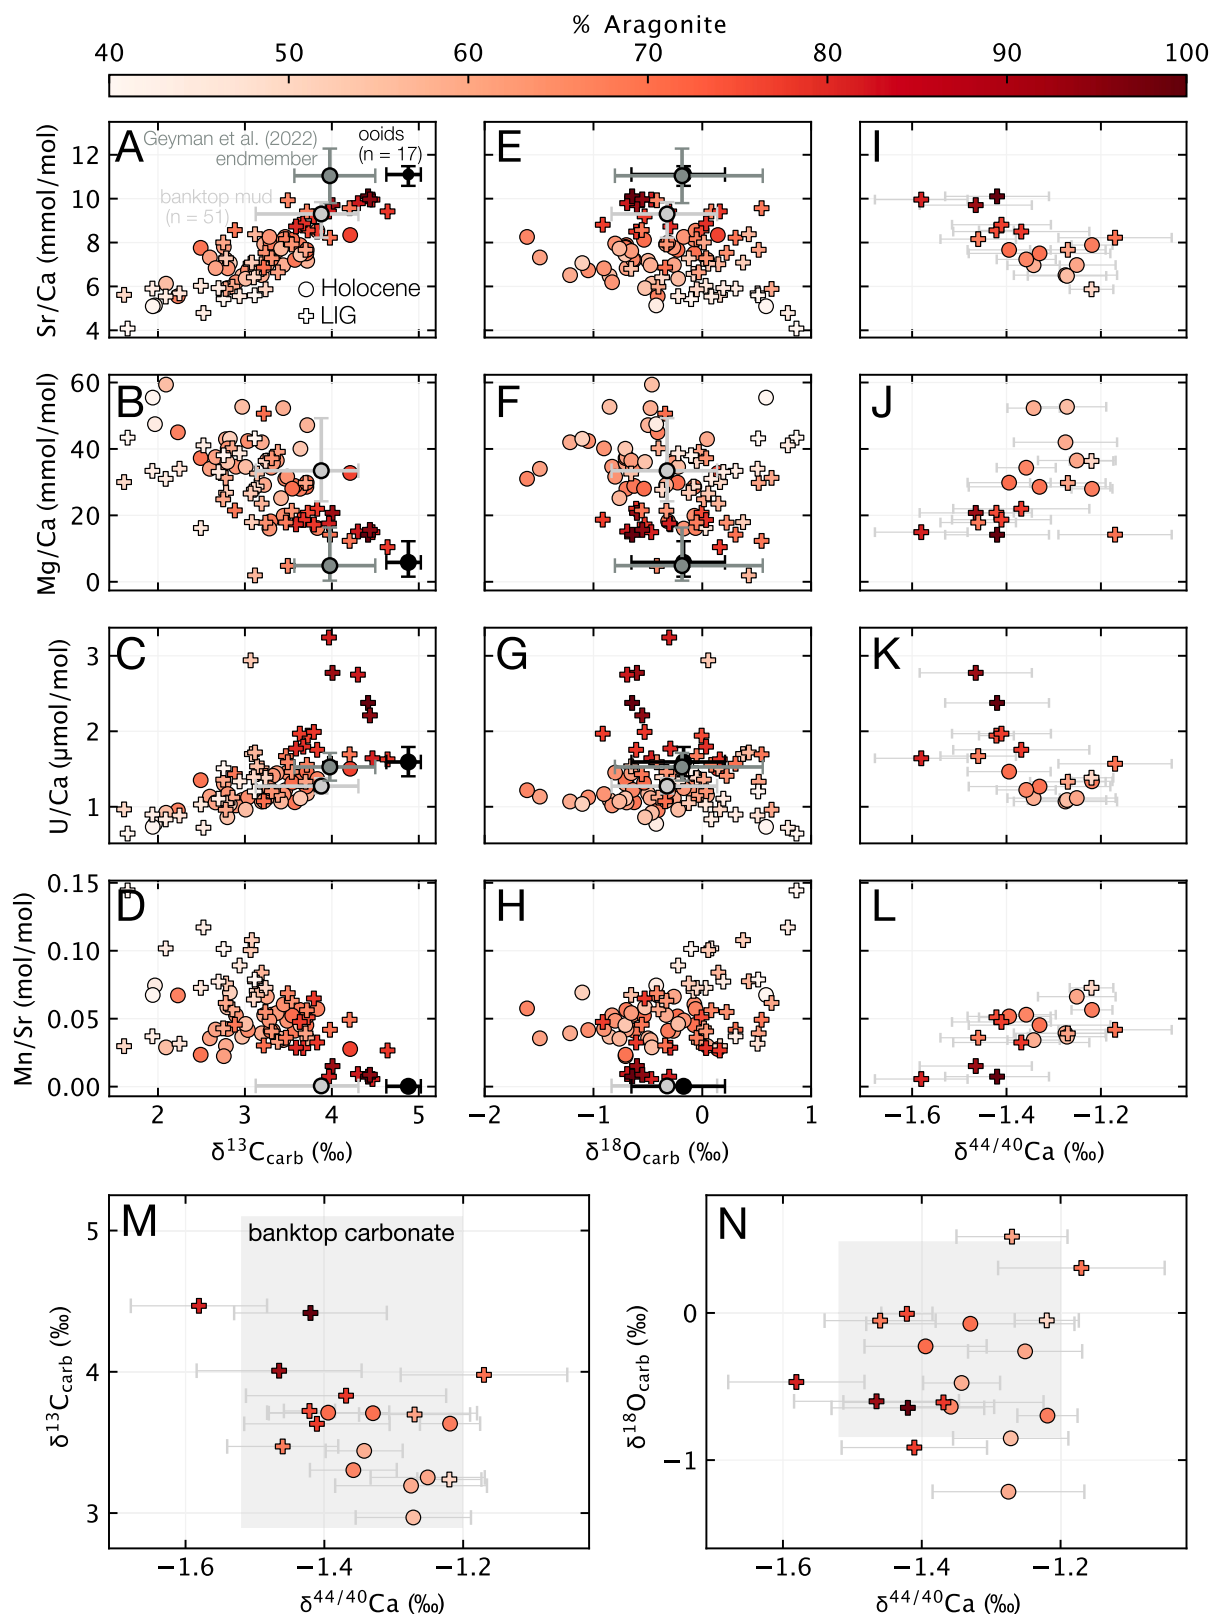 % Aragonite
40 50 60 70 80 90 100
A
Geyman et al. (2022)
endmember
ooids
(n = 17)
banktop mud
(n = 51)
Holocene
LIG
Sr/Ca (mmol/mol)
12
10
8
6
4
E
I
B
Mg/Ca (mmol/mol)
60
40
20
0
F
J
C
U/Ca (μmol/mol)
3
2
1
G
K
D
Mn/Sr (mol/mol)
0.15
0.10
0.05
0.00
H
L
2 3 4 5
δ¹³Ccarb (‰)
−2 −1 0 1
δ¹⁸Ocarb (‰)
−1.6 −1.4 −1.2
δ⁴⁴/⁴⁰Ca (‰)
M
banktop carbonate
δ¹³Ccarb (‰)
5
4
3
−1.6 −1.4 −1.2
δ⁴⁴/⁴⁰Ca (‰)
N
δ¹⁸Ocarb (‰)
0
−1
−1.6 −1.4 −1.2
δ⁴⁴/⁴⁰Ca (‰)